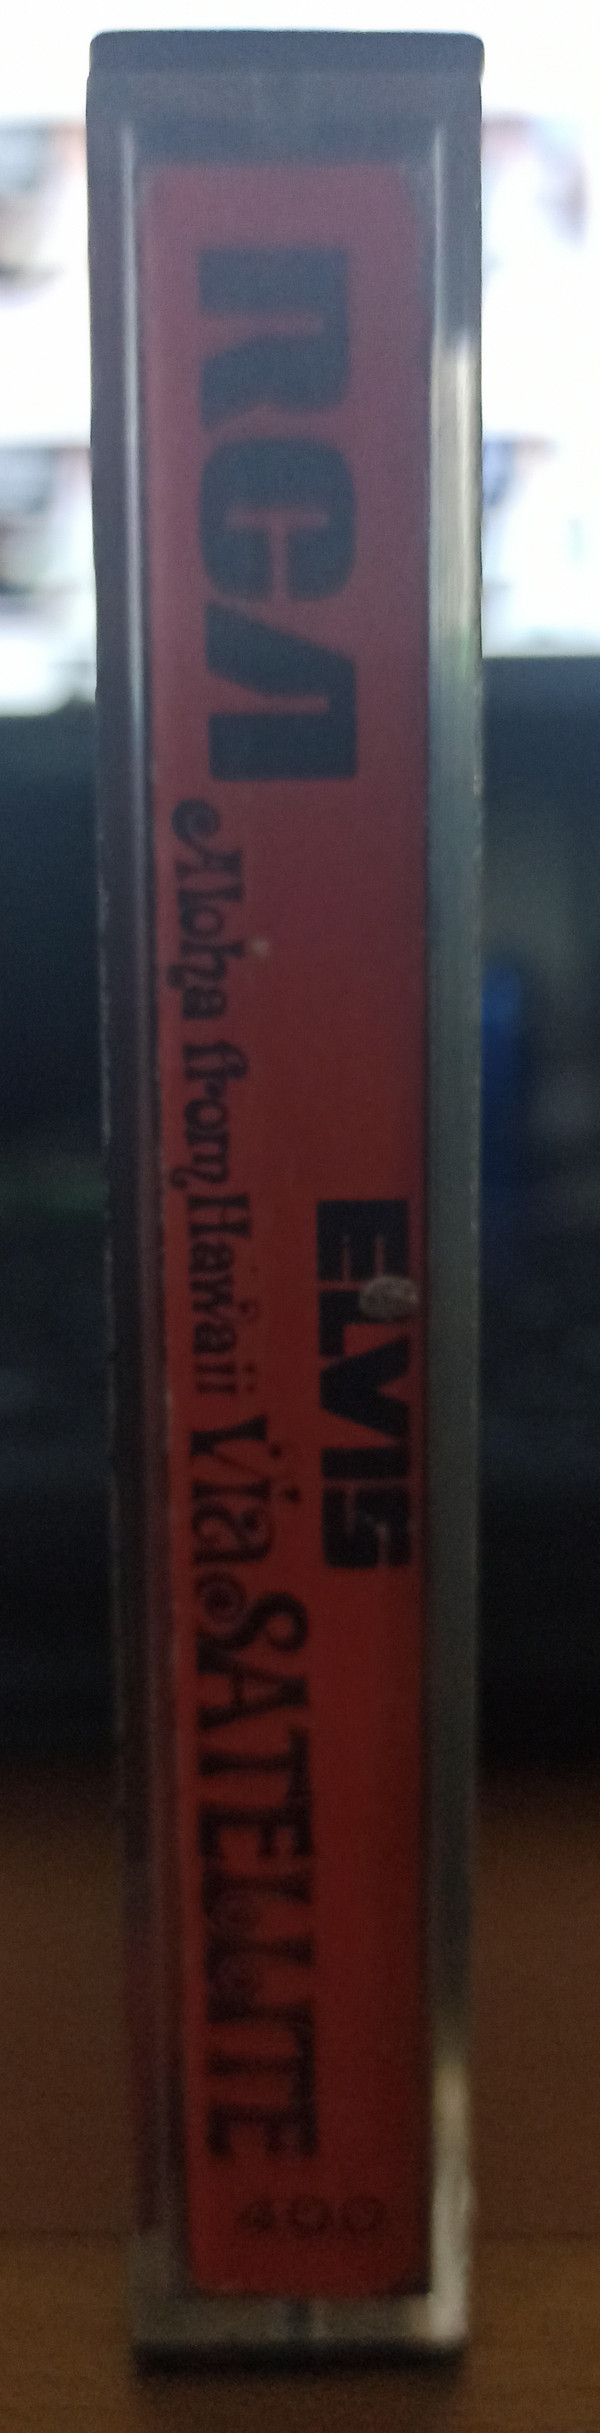 RCA
ELVIS
Aloha from Hawaii Via SATELLITE
400